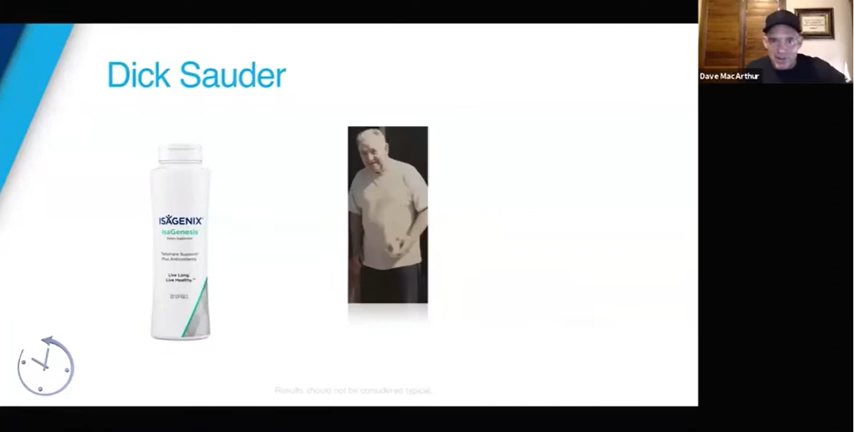 Dick Sauder
Dave MacArthur
ISAGENIX
IsaGenesis
Dietary Supplement
Telomere Support
Plus Antioxidants
Live Long
Live Healthy.™
Results should not be considered typical.